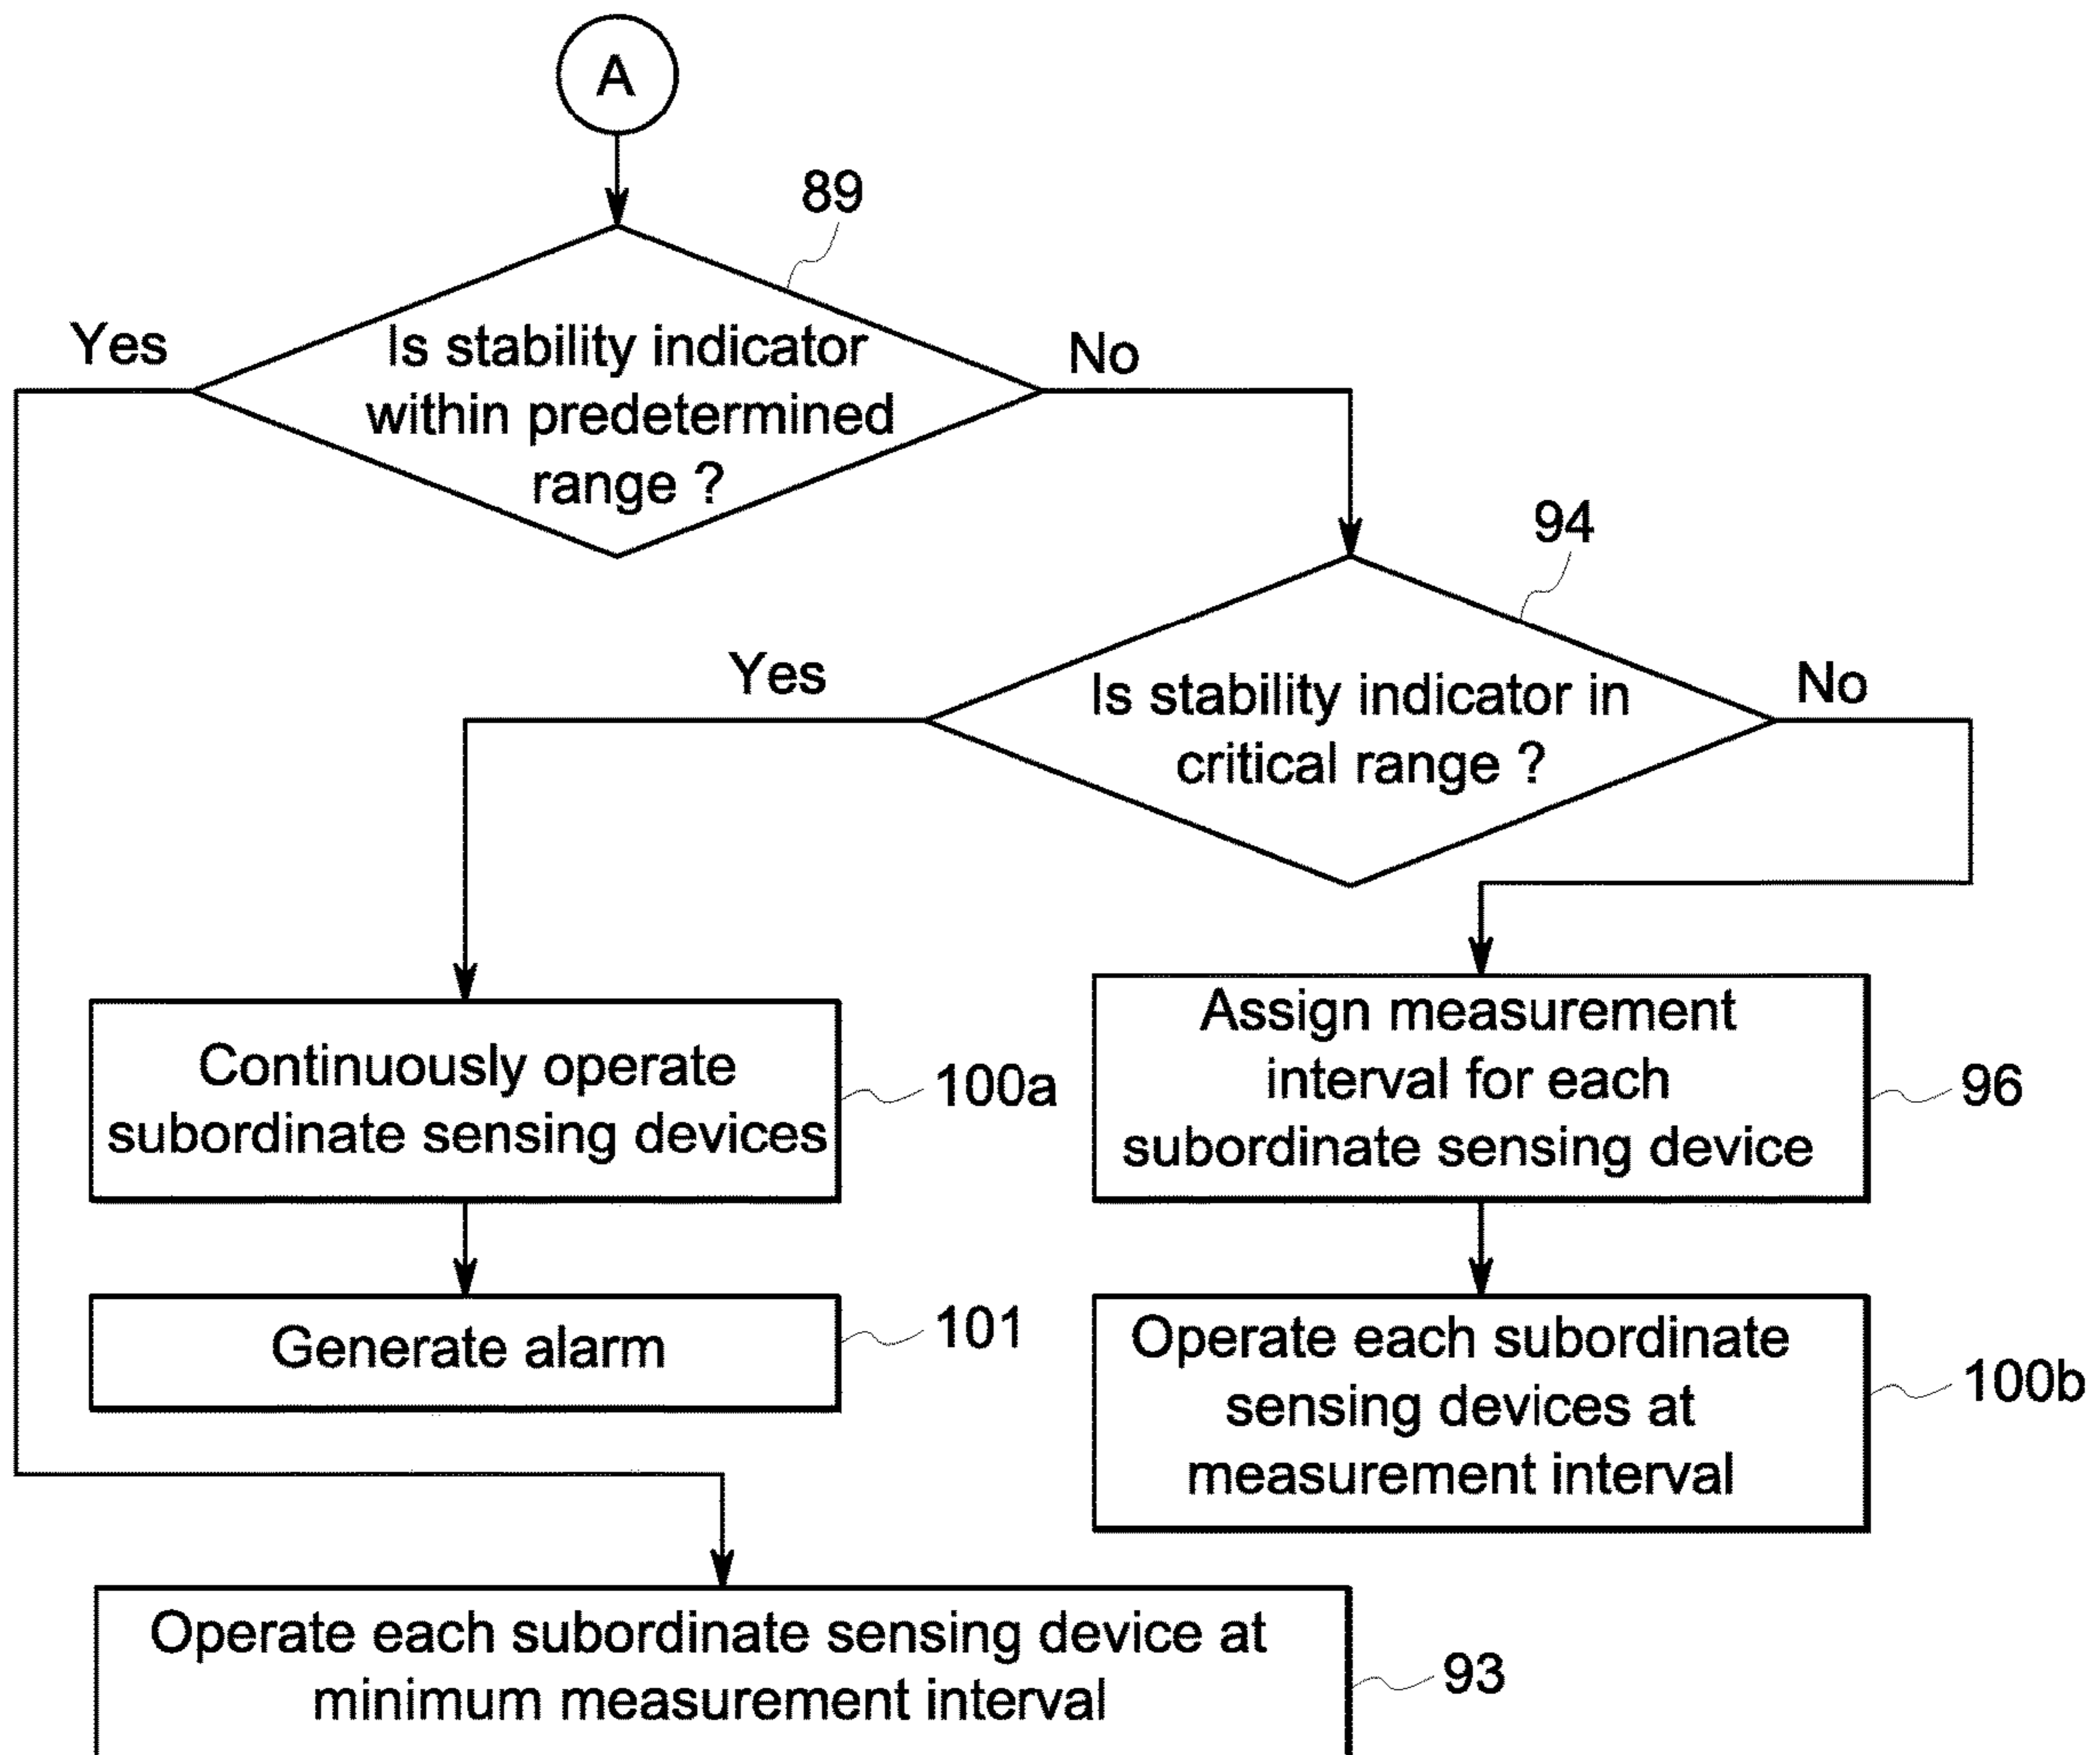 A
89
Yes
Is stability indicator
within predetermined
range ?
No
94
Yes
Is stability indicator in
critical range ?
No
Continuously operate
subordinate sensing devices
100a
Assign measurement
interval for each
subordinate sensing device
96
Generate alarm
101
Operate each subordinate
sensing devices at
measurement interval
100b
Operate each subordinate sensing device at
minimum measurement interval
93